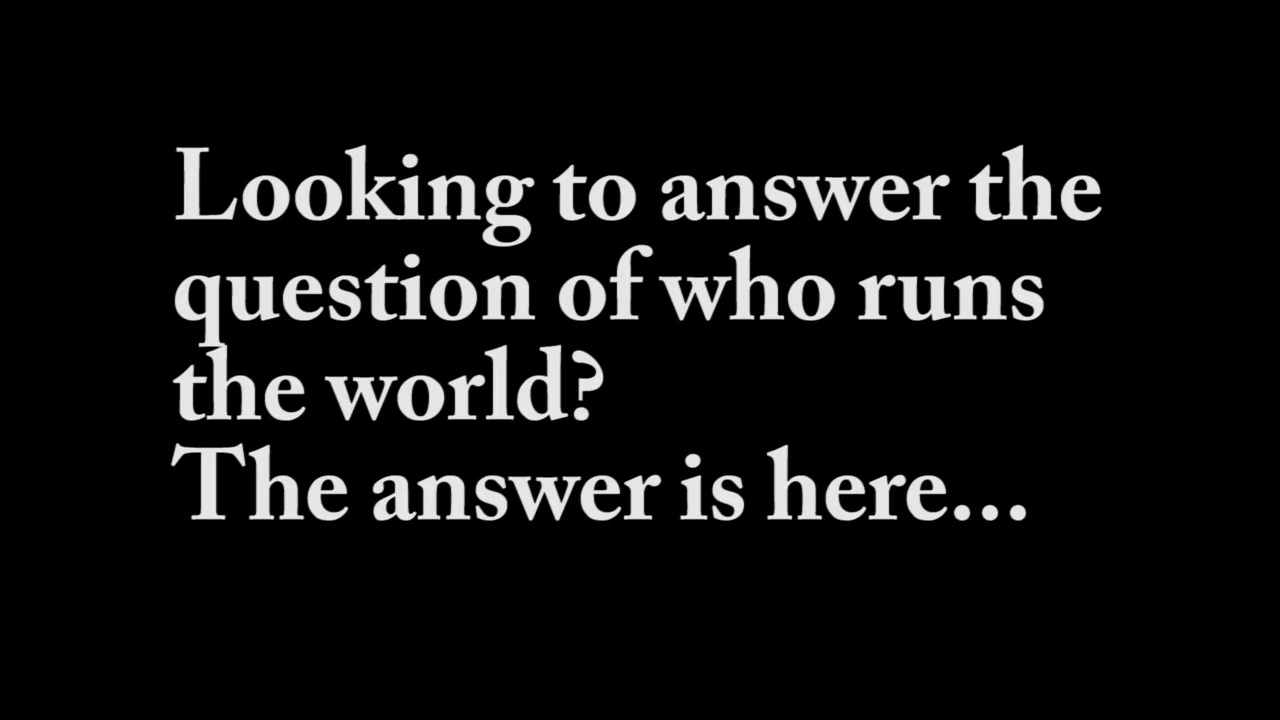 Looking to answer the
question of who runs
the world?
The answer is here...